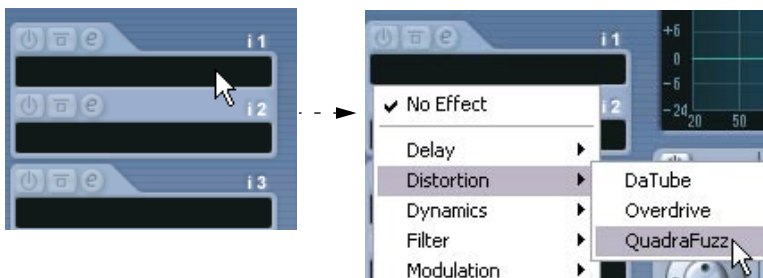 e i 1
e i 2
e i 3
e i 1
i 2
✓ No Effect
Delay
Distortion
Dynamics
Filter
Modulation
DaTube
Overdrive
QuadraFuzz
+6
0
-6
-24
20 50